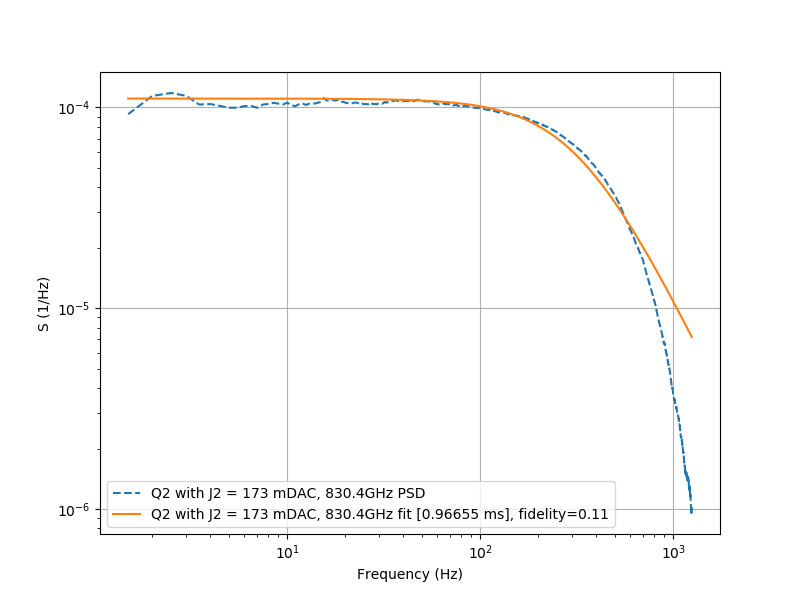 10⁻⁴
10⁻⁵
10⁻⁶
S (1/Hz)
Q2 with J2 = 173 mDAC, 830.4GHz PSD
Q2 with J2 = 173 mDAC, 830.4GHz fit [0.96655 ms], fidelity=0.11
10¹ 10² 10³
Frequency (Hz)